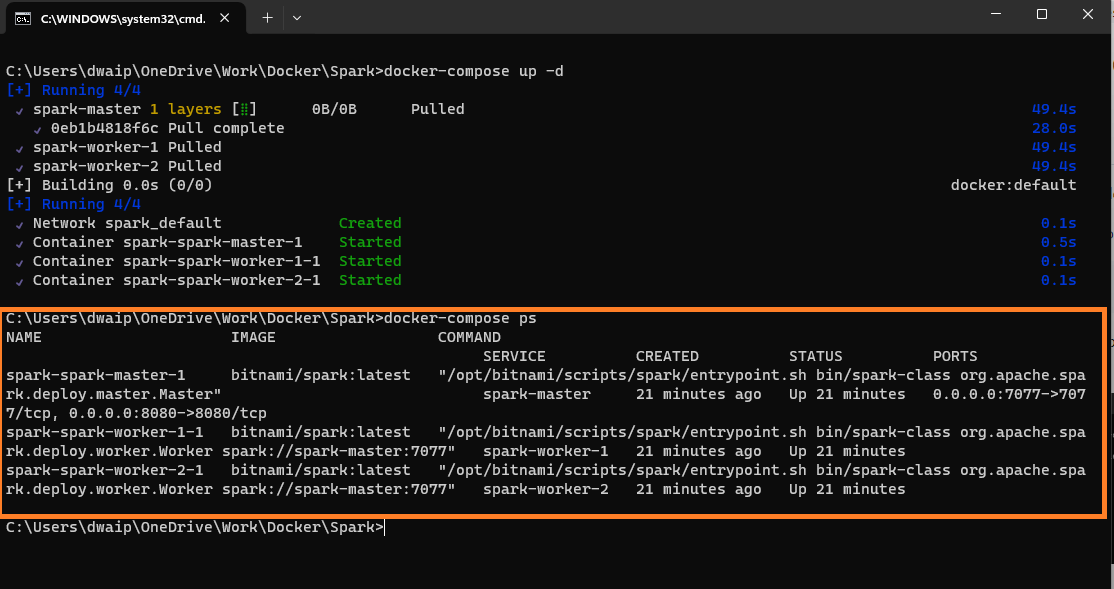 C:\WINDOWS\system32\cmd.
C:\Users\dwaip\OneDrive\Work\Docker\Spark>docker-compose up -d
[+] Running 4/4
✓ spark-master 1 layers [⣿] 0B/0B Pulled 49.4s
✓ 0eb1b4818f6c Pull complete 28.0s
✓ spark-worker-1 Pulled 49.4s
✓ spark-worker-2 Pulled 49.4s
[+] Building 0.0s (0/0) docker:default
[+] Running 4/4
✓ Network spark_default Created 0.1s
✓ Container spark-spark-master-1 Started 0.5s
✓ Container spark-spark-worker-1-1 Started 0.1s
✓ Container spark-spark-worker-2-1 Started 0.1s
C:\Users\dwaip\OneDrive\Work\Docker\Spark>docker-compose ps
NAME IMAGE COMMAND
SERVICE CREATED STATUS PORTS
spark-spark-master-1 bitnami/spark:latest "/opt/bitnami/scripts/spark/entrypoint.sh bin/spark-class org.apache.spa
rk.deploy.master.Master" spark-master 21 minutes ago Up 21 minutes 0.0.0.0:7077->707
7/tcp, 0.0.0.0:8080->8080/tcp
spark-spark-worker-1-1 bitnami/spark:latest "/opt/bitnami/scripts/spark/entrypoint.sh bin/spark-class org.apache.spa
rk.deploy.worker.Worker spark://spark-master:7077" spark-worker-1 21 minutes ago Up 21 minutes
spark-spark-worker-2-1 bitnami/spark:latest "/opt/bitnami/scripts/spark/entrypoint.sh bin/spark-class org.apache.spa
rk.deploy.worker.Worker spark://spark-master:7077" spark-worker-2 21 minutes ago Up 21 minutes
C:\Users\dwaip\OneDrive\Work\Docker\Spark>